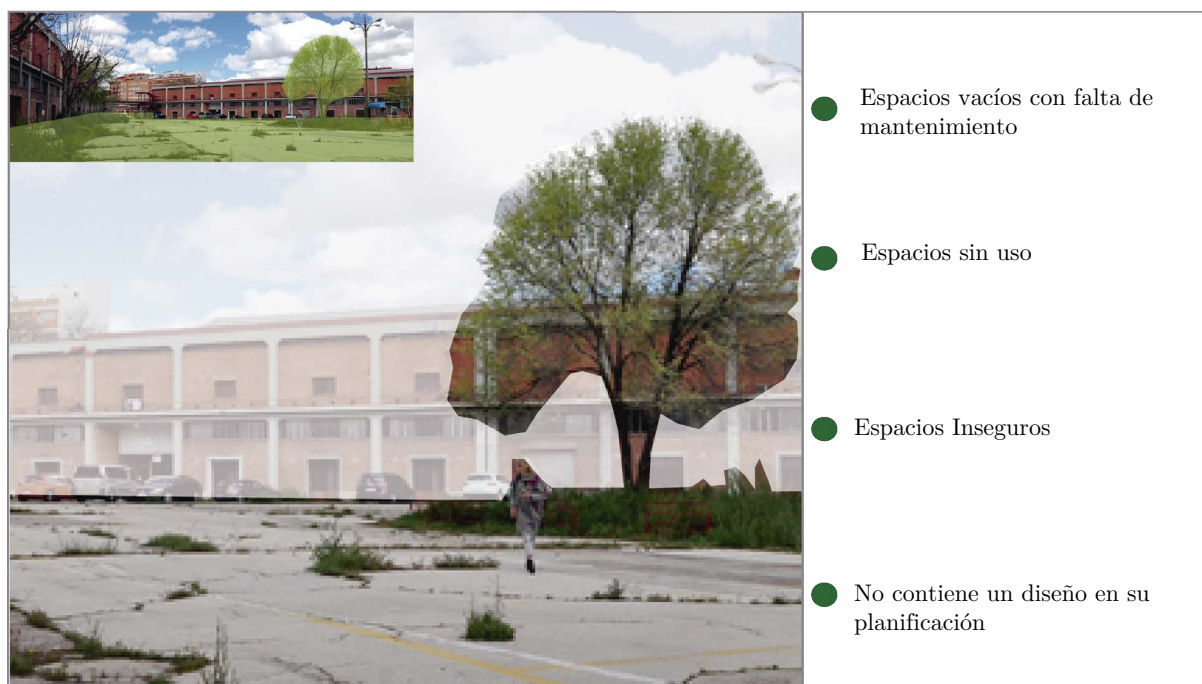 Espacios vacíos con falta de
mantenimiento
Espacios sin uso
Espacios Inseguros
No contiene un diseño en su
planificación